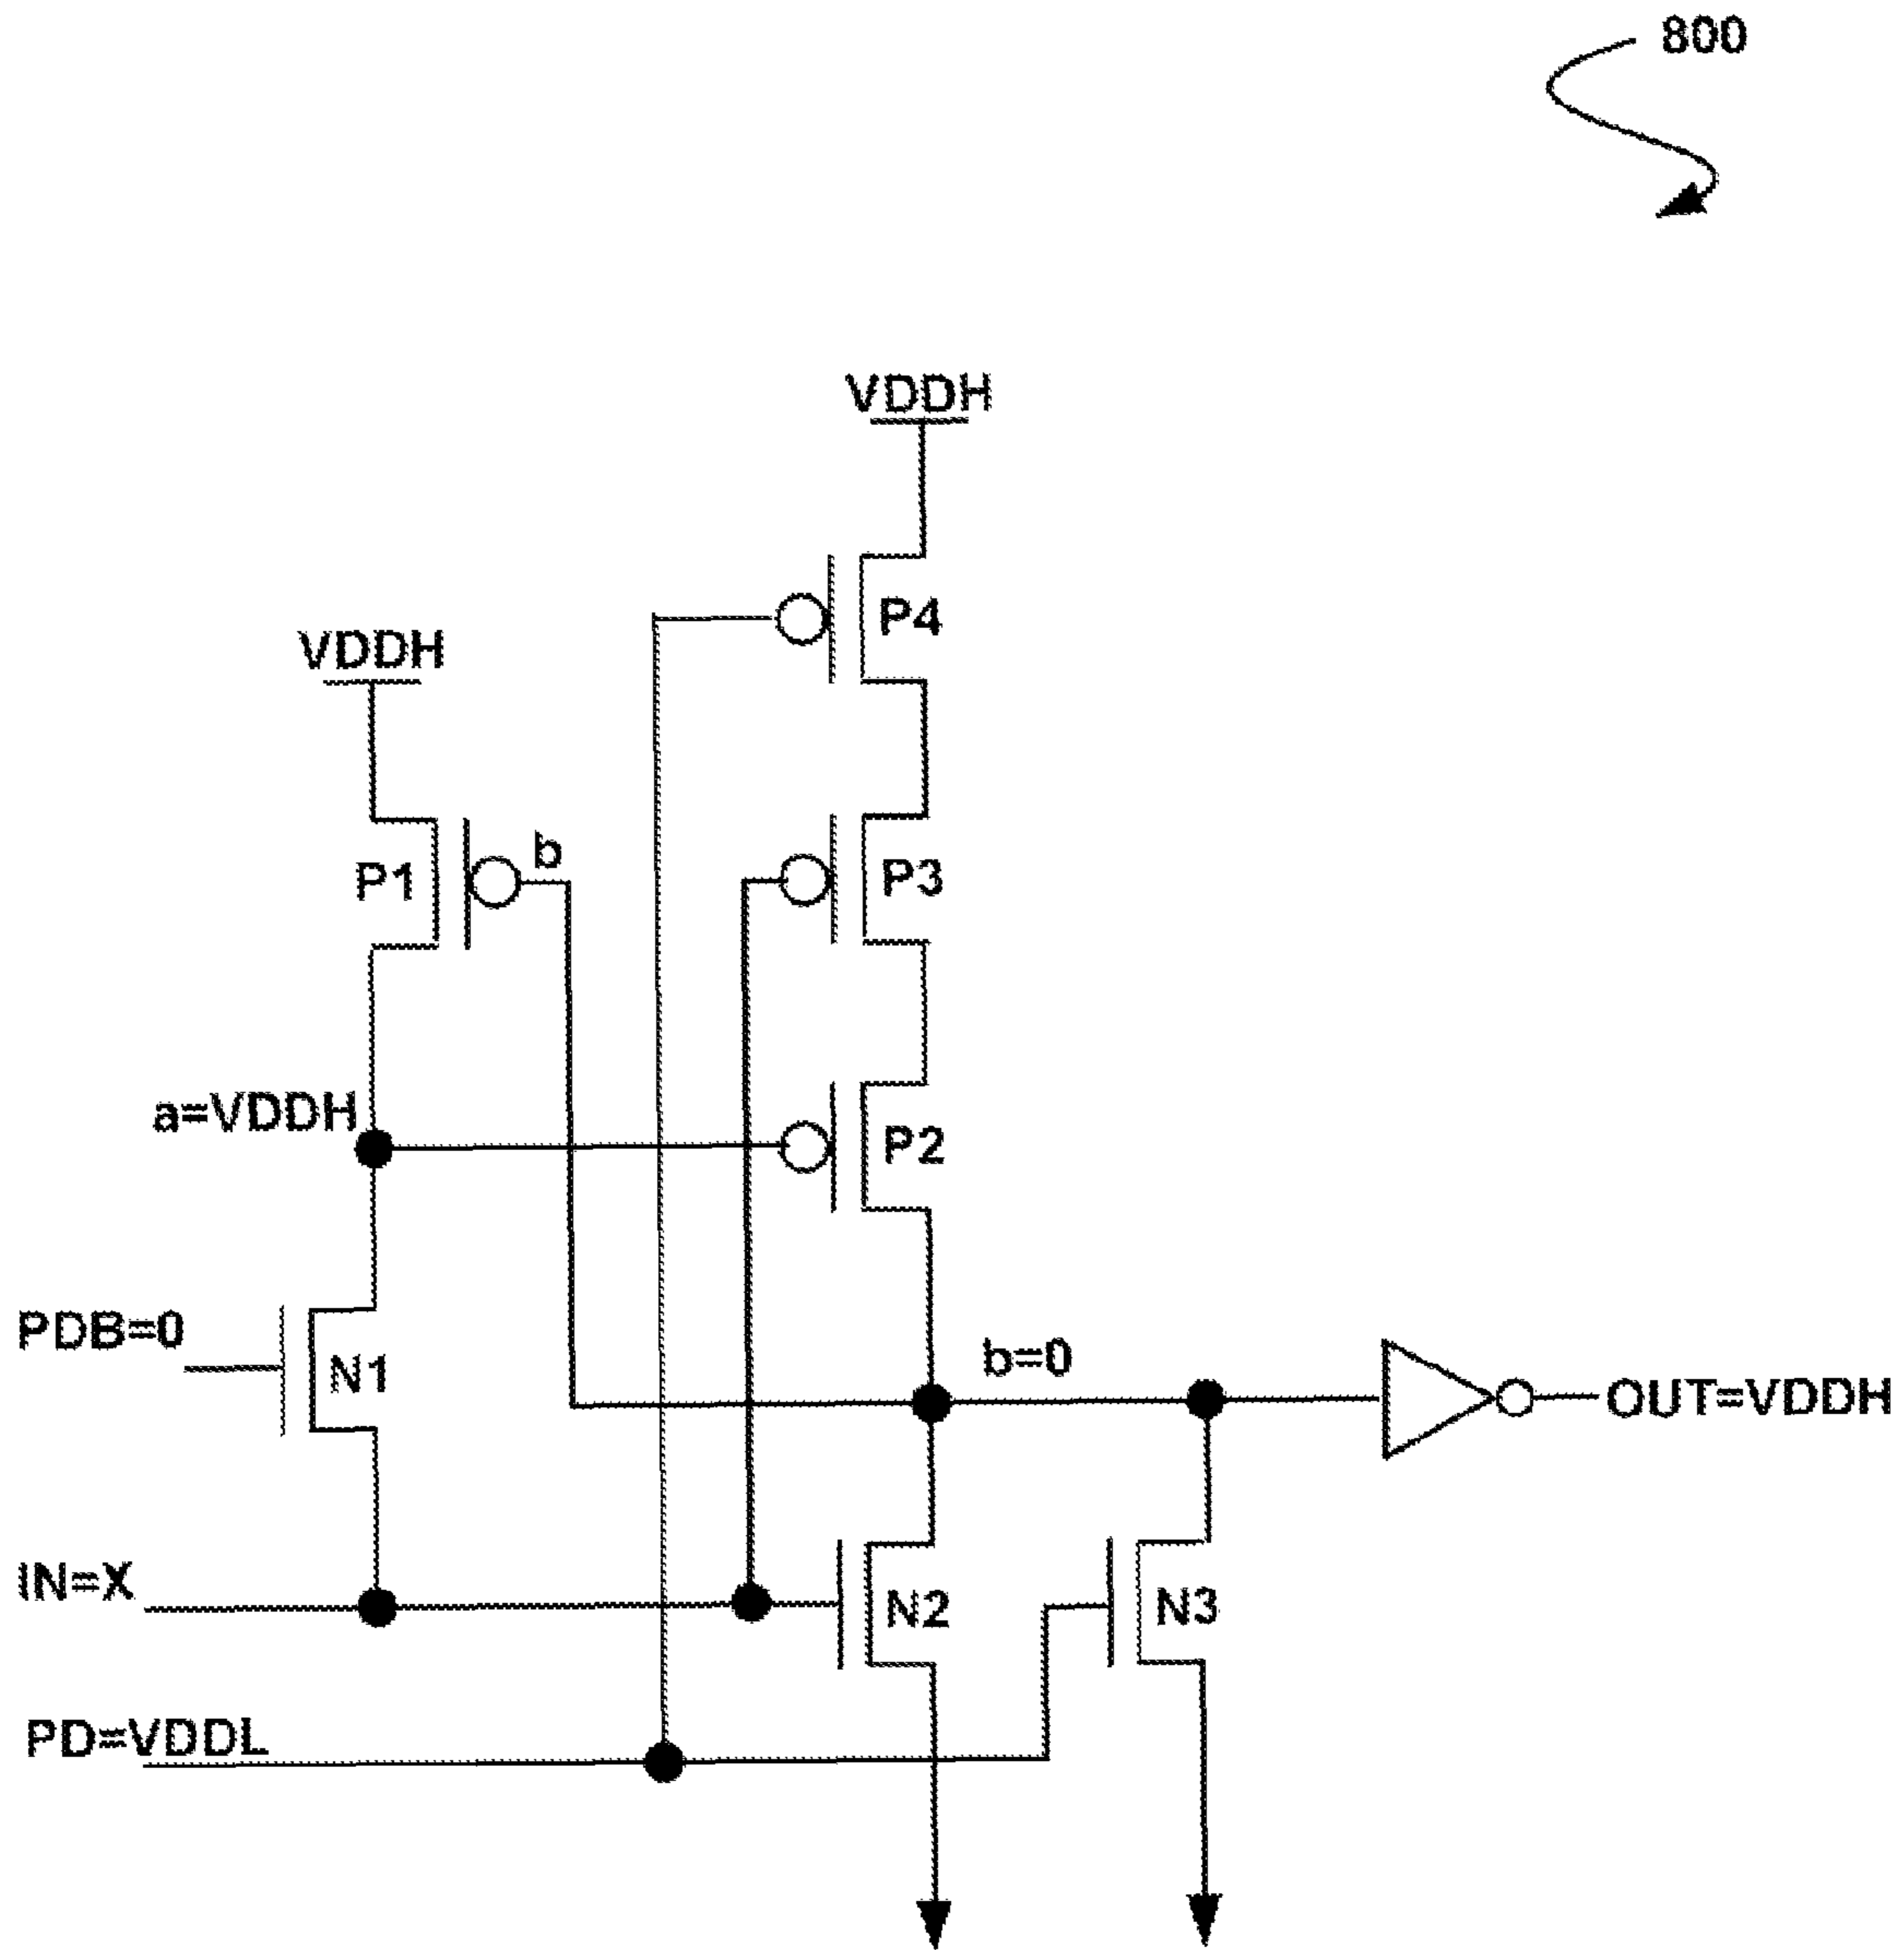 800
VDDH
P4
VDDH
P3
b
P1
a=VDDH
P2
PDB=0
N1
b=0
OUT=VDDH
IN=X
N2
N3
PD=VDDL